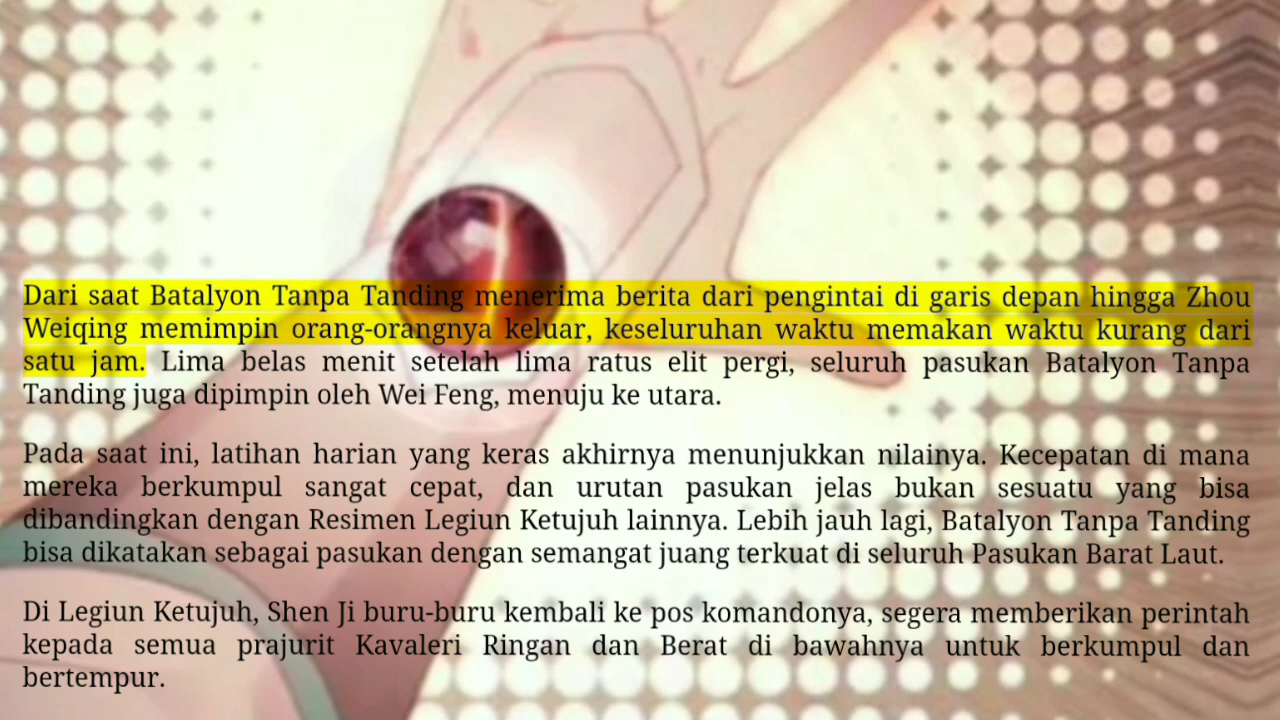 Dari saat Batalyon Tanpa Tanding menerima berita dari pengintai di garis depan hingga Zhou
Weiqing memimpin orang-orangnya keluar, keseluruhan waktu memakan waktu kurang dari
satu jam. Lima belas menit setelah lima ratus elit pergi, seluruh pasukan Batalyon Tanpa
Tanding juga dipimpin oleh Wei Feng, menuju ke utara.
Pada saat ini, latihan harian yang keras akhirnya menunjukkan nilainya. Kecepatan di mana
mereka berkumpul sangat cepat, dan urutan pasukan jelas bukan sesuatu yang bisa
dibandingkan dengan Resimen Legiun Ketujuh lainnya. Lebih jauh lagi, Batalyon Tanpa Tanding
bisa dikatakan sebagai pasukan dengan semangat juang terkuat di seluruh Pasukan Barat Laut.
Di Legiun Ketujuh, Shen Ji buru-buru kembali ke pos komandonya, segera memberikan perintah
kepada semua prajurit Kavaleri Ringan dan Berat di bawahnya untuk berkumpul dan
bertempur.